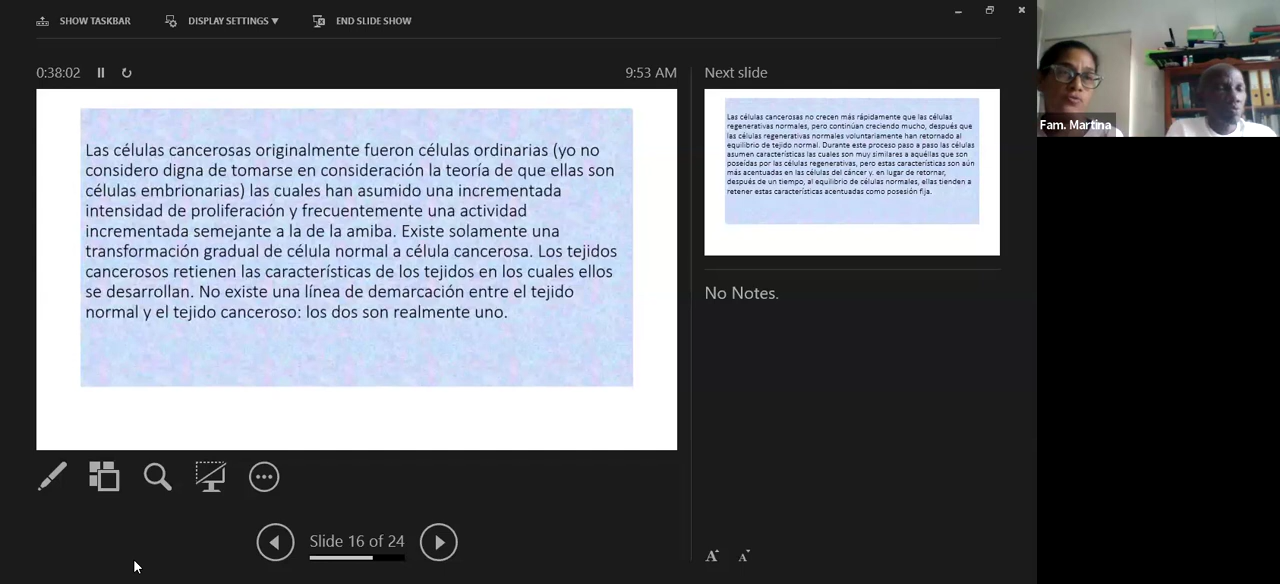 SHOW TASKBAR
DISPLAY SETTINGS ▼
END SLIDE SHOW
0:38:02
9:53 AM
Las células cancerosas originalmente fueron células ordinarias (yo no
considero digna de tomarse en consideración la teoría de que ellas son
células embrionarias) las cuales han asumido una incrementada
intensidad de proliferación y frecuentemente una actividad
incrementada semejante a la de la amiba. Existe solamente una
transformación gradual de célula normal a célula cancerosa. Los tejidos
cancerosos retienen las características de los tejidos en los cuales ellos
se desarrollan. No existe una línea de demarcación entre el tejido
normal y el tejido canceroso: los dos son realmente uno.
Slide 16 of 24
Next slide
Las células cancerosas no crecen más rápidamente que las células
regenerativas normales, pero continúan creciendo mucho, después que
las células regenerativas normales voluntariamente han retornado al
equilibrio de tejido normal. Durante este proceso paso a paso las células
asumen características las cuales son muy similares a aquéllas que son
poseídas por las células regenerativas, pero estas características son aún
más acentuadas en las células del cáncer y. en lugar de retornar,
después de un tiempo, al equilibrio de células normales, ellas tienden a
retener estas características acentuadas como posesión fija.
No Notes.
A A
Fam. Martina